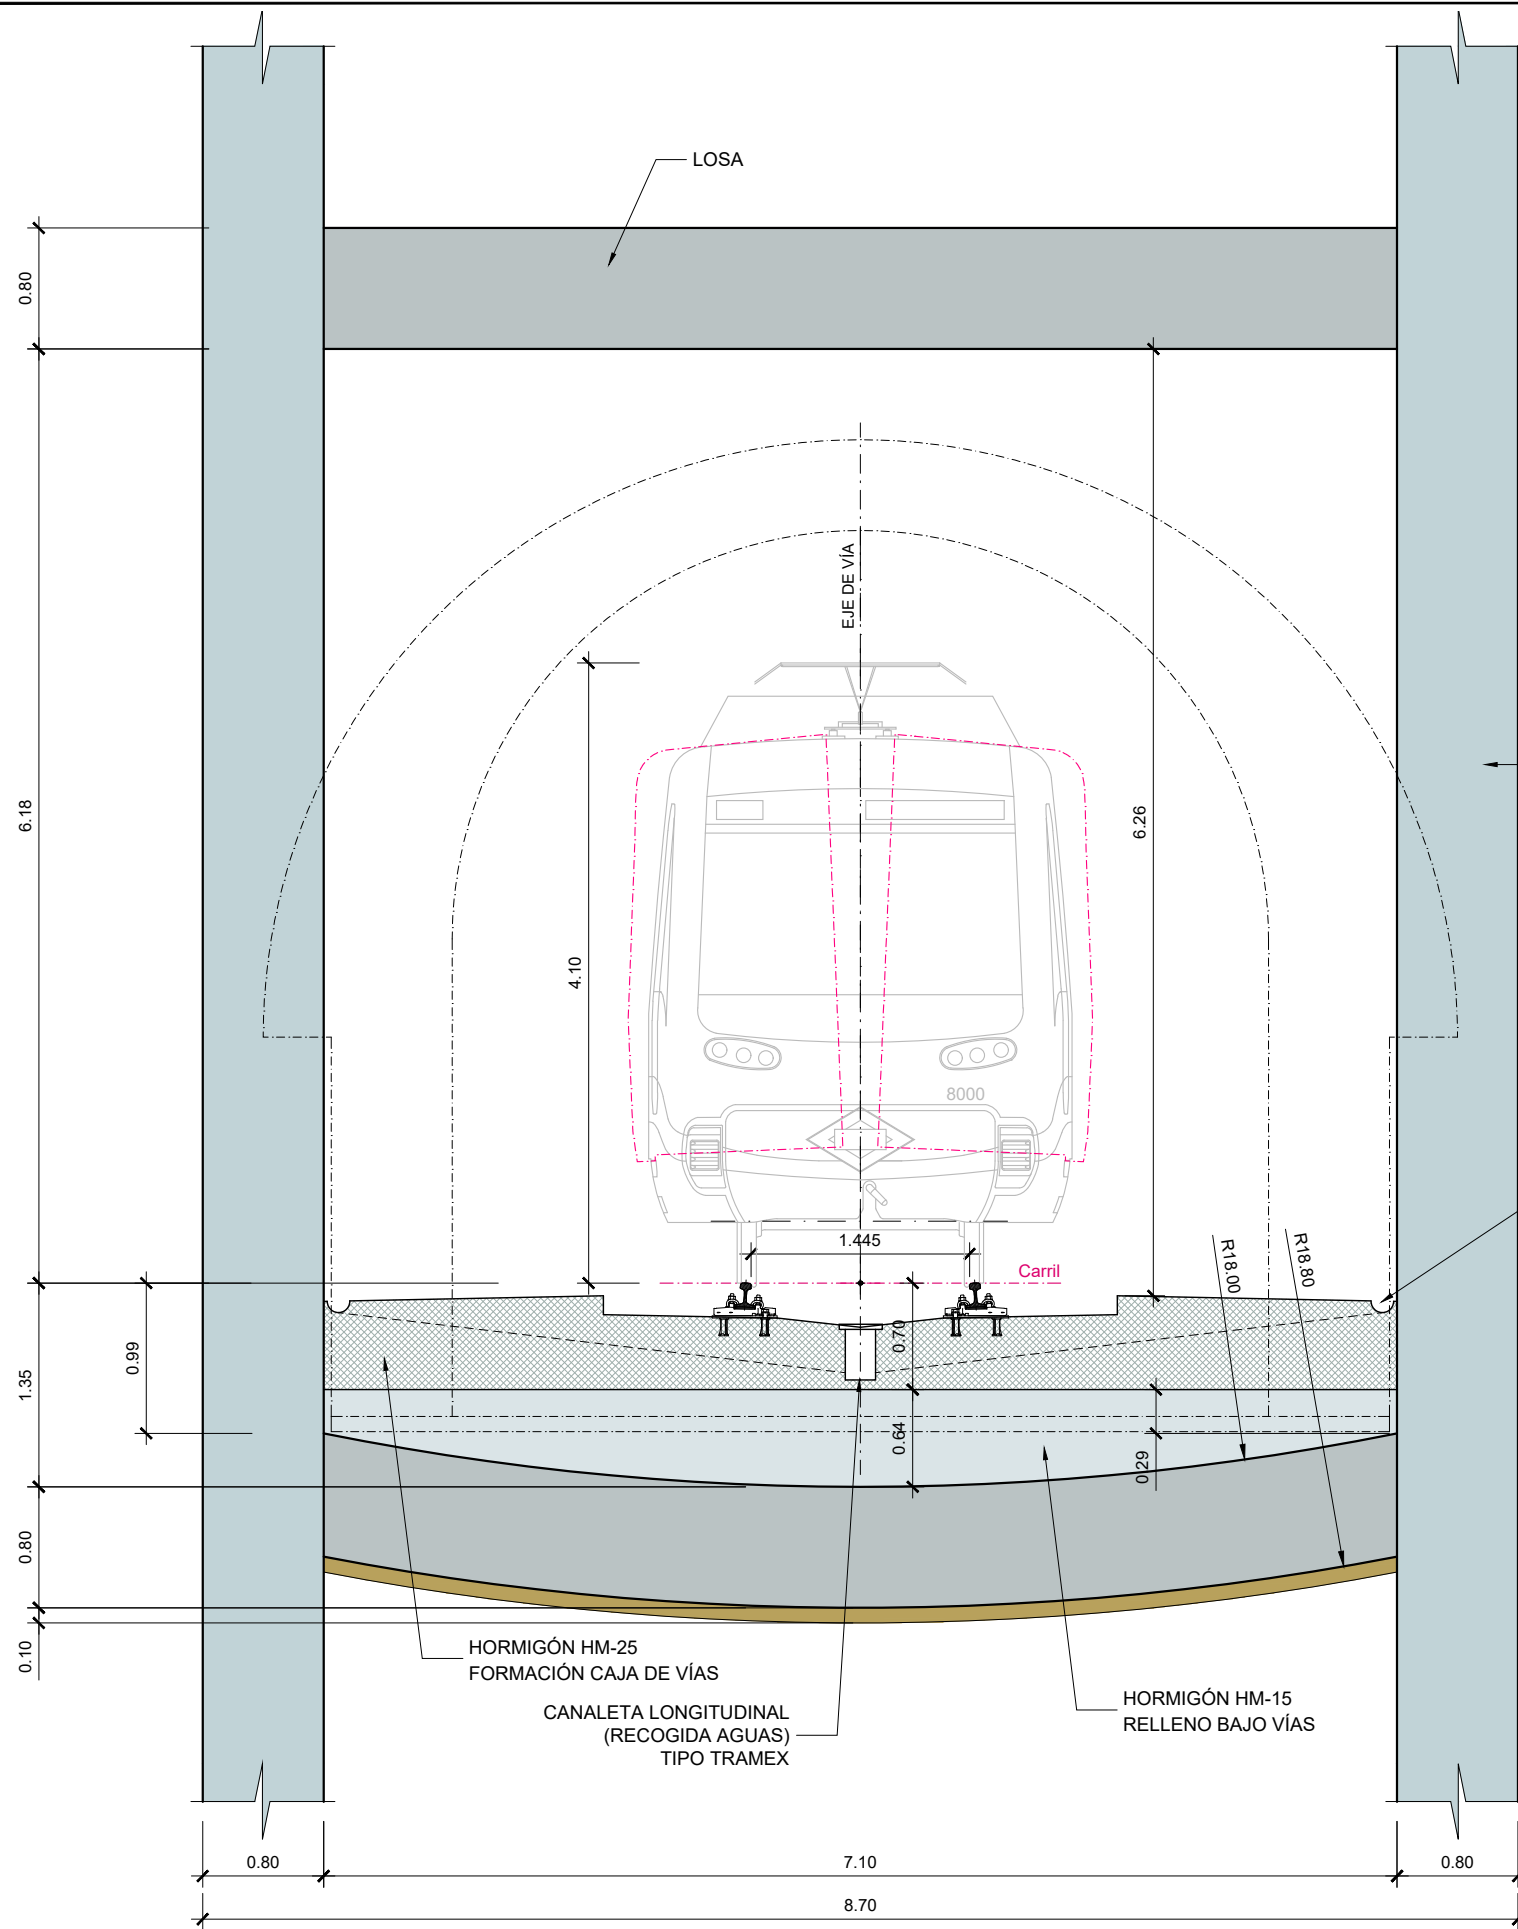 LOSA
0.80
6.18
EJE DE VÍA
4.10
6.26
8000
1.445
Carril
R18.00
R18.80
0.99
1.35
0.70
0.64
0.29
0.80
0.10
HORMIGÓN HM-25
FORMACIÓN CAJA DE VÍAS
CANALETA LONGITUDINAL
(RECOGIDA AGUAS)
TIPO TRAMEX
HORMIGÓN HM-15
RELLENO BAJO VÍAS
0.80
7.10
0.80
8.70